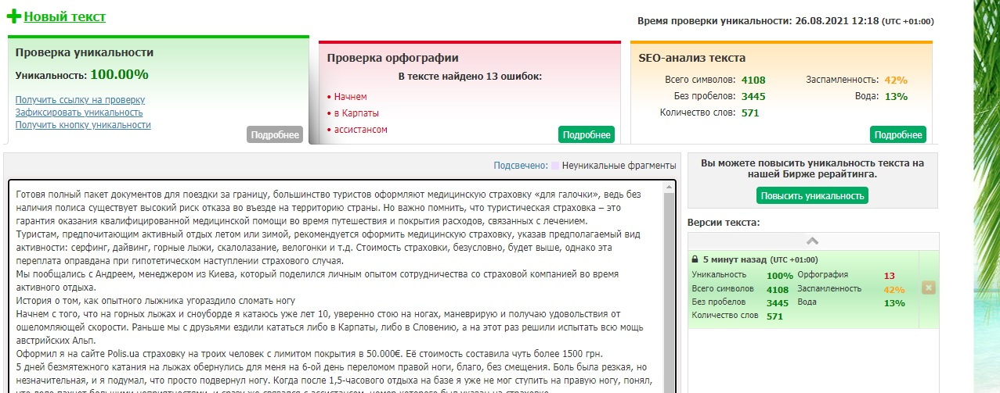 Новый текст
Время проверки уникальности: 26.08.2021 12:18 (UTC +01:00)
Проверка уникальности
Уникальность: 100.00%
Получить ссылку на проверку
Зафиксировать уникальность
Получить кнопку уникальности
Подробнее
Проверка орфографии
В тексте найдено 13 ошибок:
• Начнем
• в Карпаты
• ассистансом
Подробнее
SEO-анализ текста
Всего символов: 4108 Заспамленность: 42%
Без пробелов: 3445 Вода: 13%
Количество слов: 571
Подробнее
Подсвечено: Неуникальные фрагменты
Готовя полный пакет документов для поездки за границу, большинство туристов оформляют медицинскую страховку «для галочки», ведь без
наличия полиса существует высокий риск отказа во въезде на территорию страны. Но важно помнить, что туристическая страховка – это
гарантия оказания квалифицированной медицинской помощи во время путешествия и покрытия расходов, связанных с лечением.
Туристам, предпочитающим активный отдых летом или зимой, рекомендуется оформить медицинскую страховку, указав предполагаемый вид
активности: серфинг, дайвинг, горные лыжи, скалолазание, велогонки и т.д. Стоимость страховки, безусловно, будет выше, однако эта
переплата оправдана при гипотетическом наступлении страхового случая.
Мы пообщались с Андреем, менеджером из Киева, который поделился личным опытом сотрудничества со страховой компанией во время
активного отдыха.
История о том, как опытного лыжника угораздило сломать ногу
Начнем с того, что на горных лыжах и сноуборде я катаюсь уже лет 10, уверенно стою на ногах, маневрирую и получаю удовольствия от
ошеломляющей скорости. Раньше мы с друзьями ездили кататься либо в Карпаты, либо в Словению, а на этот раз решили испытать всю мощь
австрийских Альп.
Оформил я на сайте Polis.ua страховку на троих человек с лимитом покрытия в 50.000€. Её стоимость составила чуть более 1500 грн.
5 дней безмятежного катания на лыжах обернулись для меня на 6-ой день переломом правой ноги, благо, без смещения. Боль была резкая, но
незначительная, и я подумал, что просто подвернул ногу. Когда после 1,5-часового отдыха на базе я уже не мог ступить на правую ногу, понял,
Вы можете повысить уникальность текста на
нашей Бирже рерайтинга.
Повысить уникальность
Версии текста:
5 минут назад (UTC +01:00)
Уникальность 100% Орфография 13
Всего символов 4108 Заспамленность 42%
Без пробелов 3445 Вода 13%
Количество слов 571